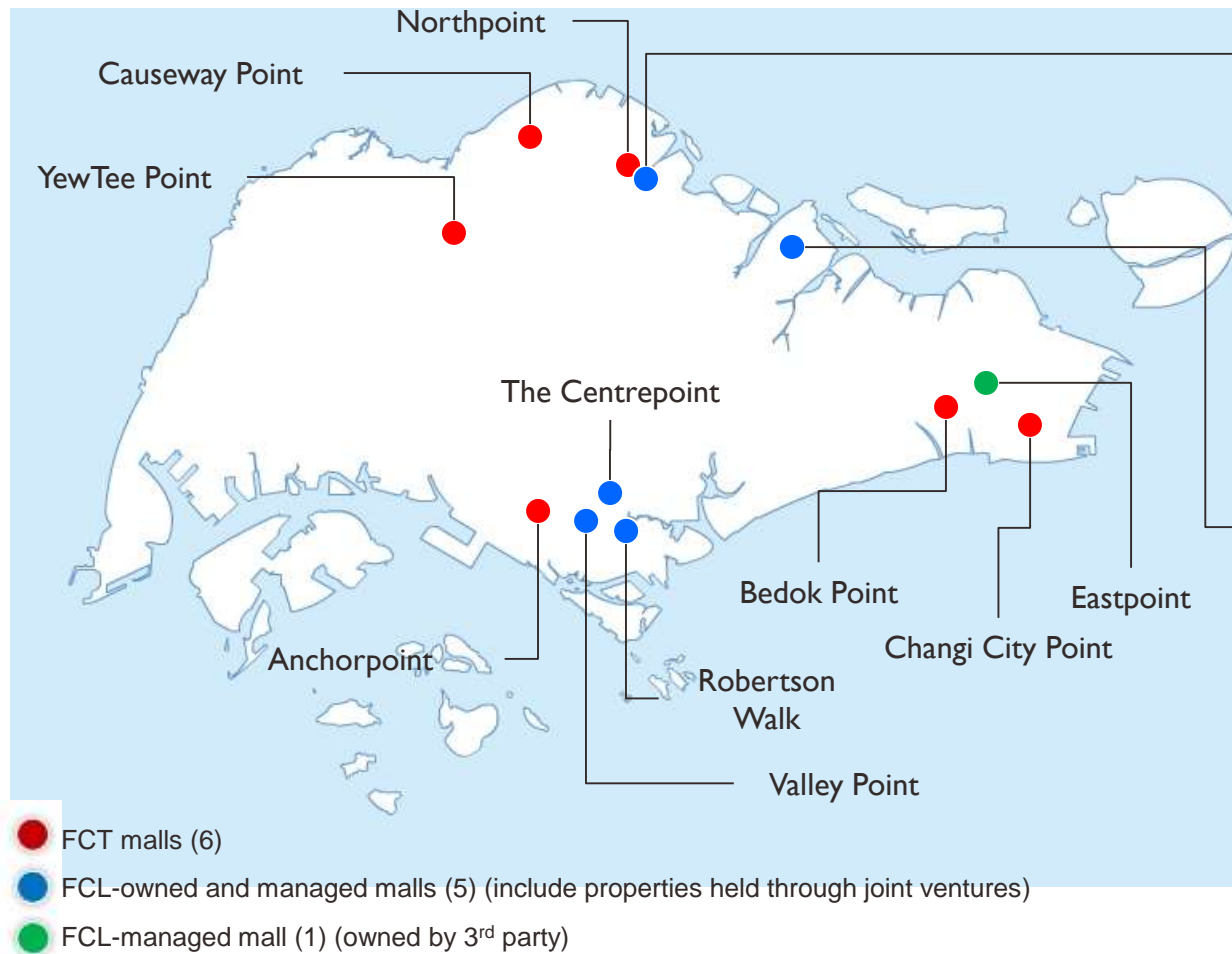 Northpoint
Causeway Point
YewTee Point
The Centrepoint
Bedok Point
Eastpoint
Changi City Point
Anchorpoint
Robertson
Walk
Valley Point
FCT malls (6)
FCL-owned and managed malls (5) (include properties held through joint ventures)
FCL-managed mall (1) (owned by 3rd party)